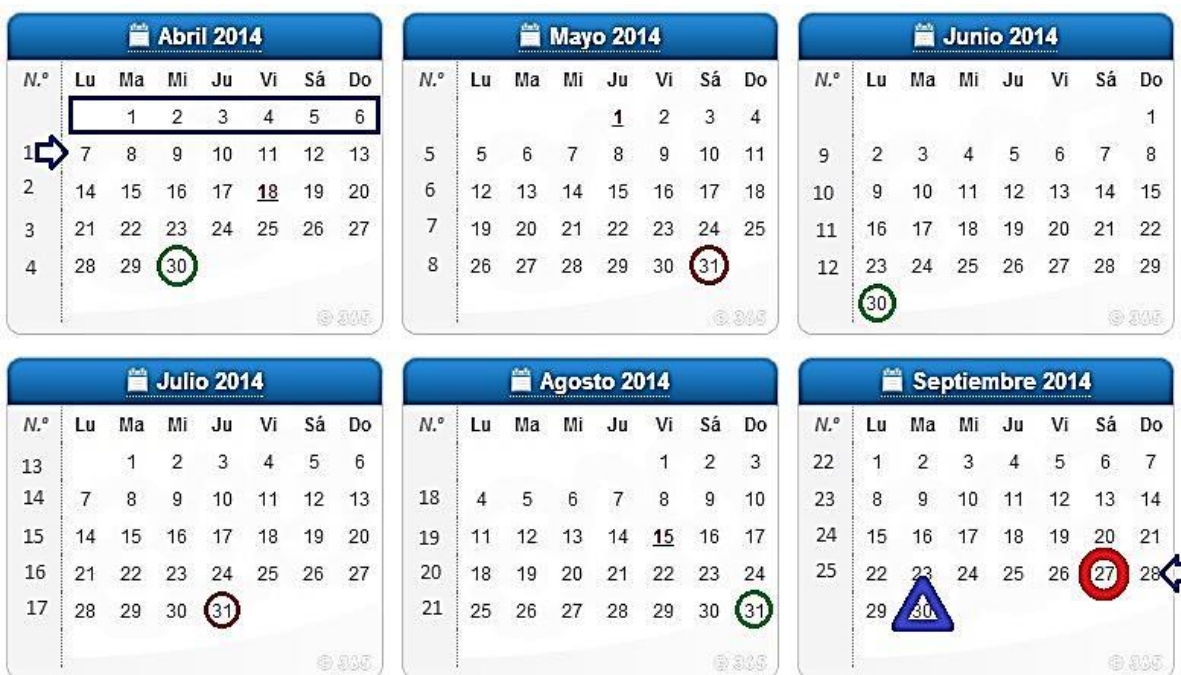 Abril 2014
N.º Lu Ma Mi Ju Vi Sá Do
1 2 3 4 5 6
1 7 8 9 10 11 12 13
2 14 15 16 17 18 19 20
3 21 22 23 24 25 26 27
4 28 29 30
© 365
Mayo 2014
N.º Lu Ma Mi Ju Vi Sá Do
1 2 3 4
5 5 6 7 8 9 10 11
6 12 13 14 15 16 17 18
7 19 20 21 22 23 24 25
8 26 27 28 29 30 31
© 365
Junio 2014
N.º Lu Ma Mi Ju Vi Sá Do
1
9 2 3 4 5 6 7 8
10 9 10 11 12 13 14 15
11 16 17 18 19 20 21 22
12 23 24 25 26 27 28 29
30
© 365
Julio 2014
N.º Lu Ma Mi Ju Vi Sá Do
13 1 2 3 4 5 6
14 7 8 9 10 11 12 13
15 14 15 16 17 18 19 20
16 21 22 23 24 25 26 27
17 28 29 30 31
© 365
Agosto 2014
N.º Lu Ma Mi Ju Vi Sá Do
1 2 3
18 4 5 6 7 8 9 10
19 11 12 13 14 15 16 17
20 18 19 20 21 22 23 24
21 25 26 27 28 29 30 31
© 365
Septiembre 2014
N.º Lu Ma Mi Ju Vi Sá Do
22 1 2 3 4 5 6 7
23 8 9 10 11 12 13 14
24 15 16 17 18 19 20 21
25 22 23 24 25 26 27 28
29 30
© 365